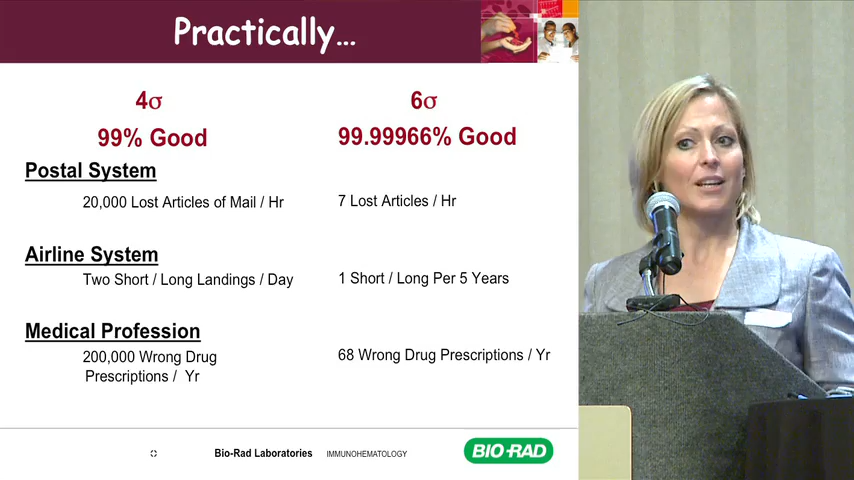 Practically…
4σ
6σ
99% Good
99.99966% Good
Postal System
20,000 Lost Articles of Mail / Hr
7 Lost Articles / Hr
Airline System
Two Short / Long Landings / Day
1 Short / Long Per 5 Years
Medical Profession
200,000 Wrong Drug
Prescriptions / Yr
68 Wrong Drug Prescriptions / Yr
Bio-Rad Laboratories
IMMUNOHEMATOLOGY
BIO-RAD